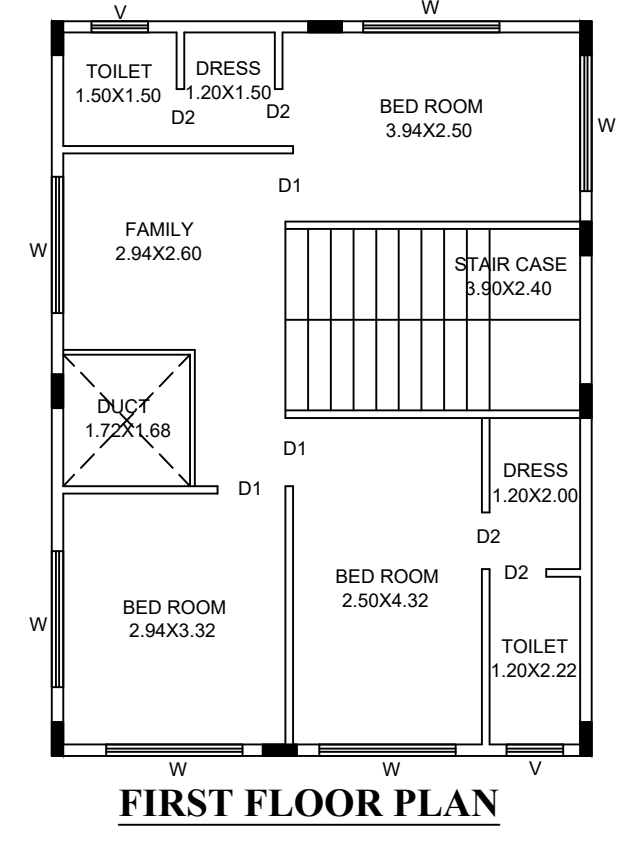 V
W
TOILET
1.50X1.50
D2
DRESS
1.20X1.50
D2
BED ROOM
3.94X2.50
W
D1
FAMILY
2.94X2.60
W
STAIR CASE
3.90X2.40
DUCT
1.72X1.68
D1
D1
DRESS
1.20X2.00
D2
D2
BED ROOM
2.50X4.32
BED ROOM
2.94X3.32
W
TOILET
1.20X2.22
W
W
V
FIRST FLOOR PLAN